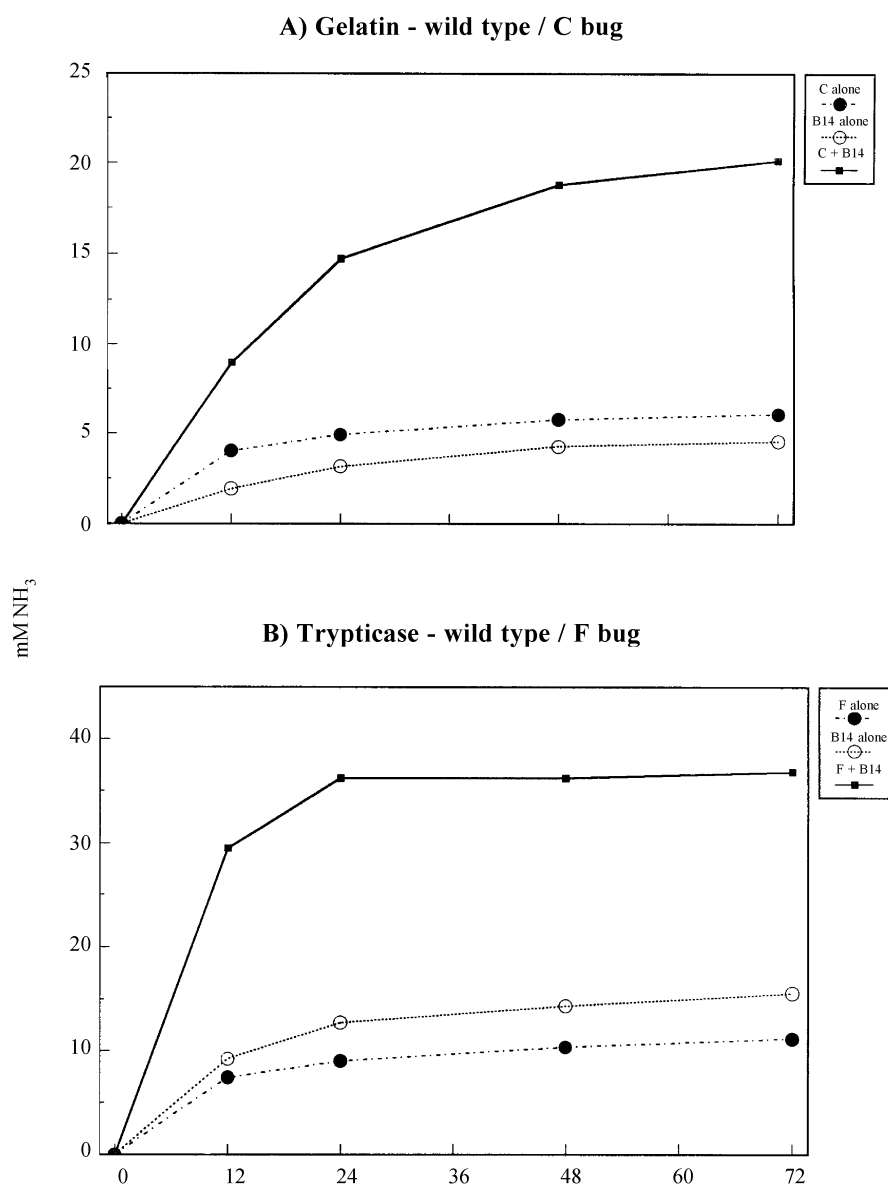 A) Gelatin - wild type / C bug
25
20
15
10
5
0
C alone
B14 alone
C + B14
mM NH3
B) Trypticase - wild type / F bug
40
30
20
10
0
0 12 24 36 48 60 72
F alone
B14 alone
F + B14